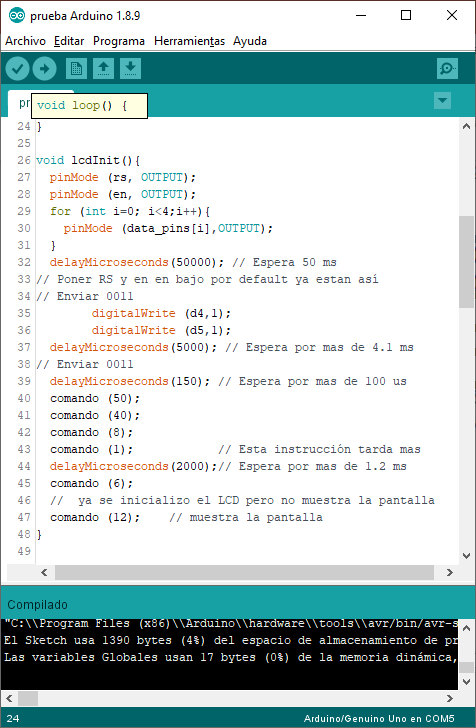 prueba Arduino 1.8.9
Archivo Editar Programa Herramientas Ayuda
pr
void loop() {
24 }
25
26 void lcdInit(){
27 pinMode (rs, OUTPUT);
28 pinMode (en, OUTPUT);
29 for (int i=0; i<4;i++){
30 pinMode (data_pins[i],OUTPUT);
31 }
32 delayMicroseconds(50000); // Espera 50 ms
33 // Poner RS y en en bajo por default ya estan así
34 // Enviar 0011
35 digitalWrite (d4,1);
36 digitalWrite (d5,1);
37 delayMicroseconds(5000); // Espera por mas de 4.1 ms
38 // Enviar 0011
39 delayMicroseconds(150); // Espera por mas de 100 us
40 comando (50);
41 comando (40);
42 comando (8);
43 comando (1); // Esta instrucción tarda mas
44 delayMicroseconds(2000);// Espera por mas de 1.2 ms
45 comando (6);
46 // ya se inicializo el LCD pero no muestra la pantalla
47 comando (12); // muestra la pantalla
48 }
49
Compilado
"C:\\Program Files (x86)\\Arduino\\hardware\\tools\\avr/bin/avr-s
El Sketch usa 1390 bytes (4%) del espacio de almacenamiento de pr
Las variables Globales usan 17 bytes (0%) de la memoria dinámica,
24 Arduino/Genuino Uno en COM5